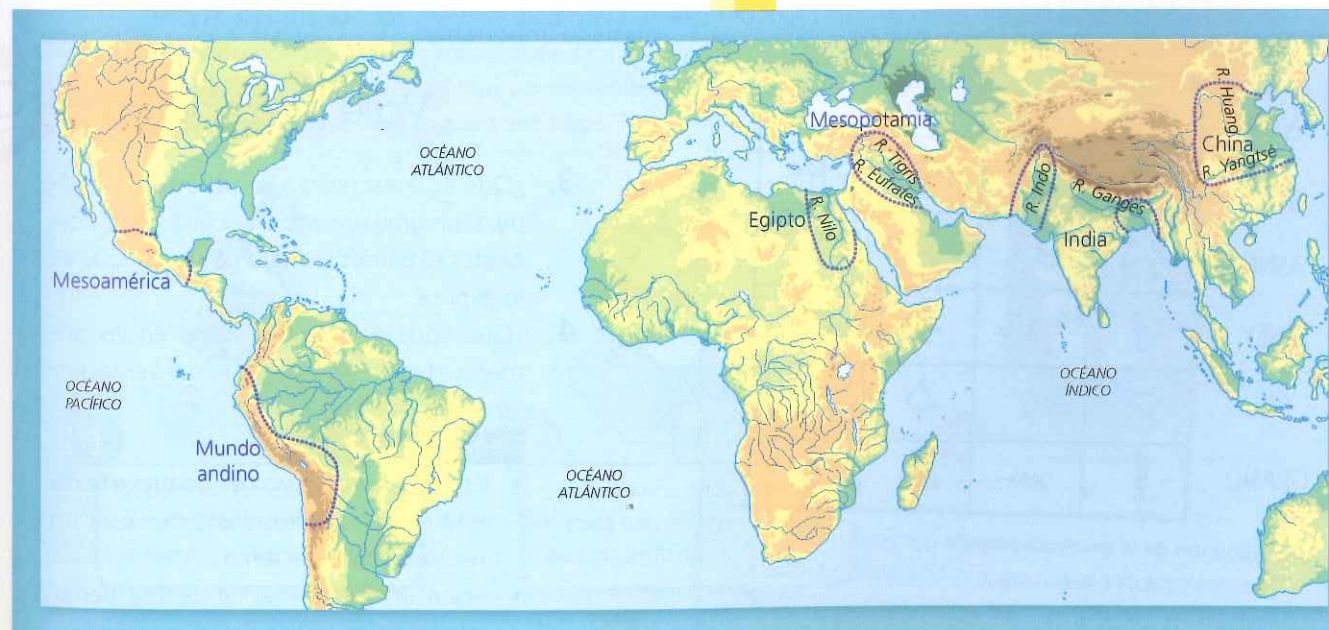 OCÉANO
ATLÁNTICO
Mesopotamia
R. Tigris
R. Eufrates
R. Huang
China
R. Yangtsé
R. Indo
R. Ganges
India
Egipto
R. Nilo
Mesoamérica
OCÉANO
PACÍFICO
OCÉANO
ÍNDICO
Mundo
andino
OCÉANO
ATLÁNTICO